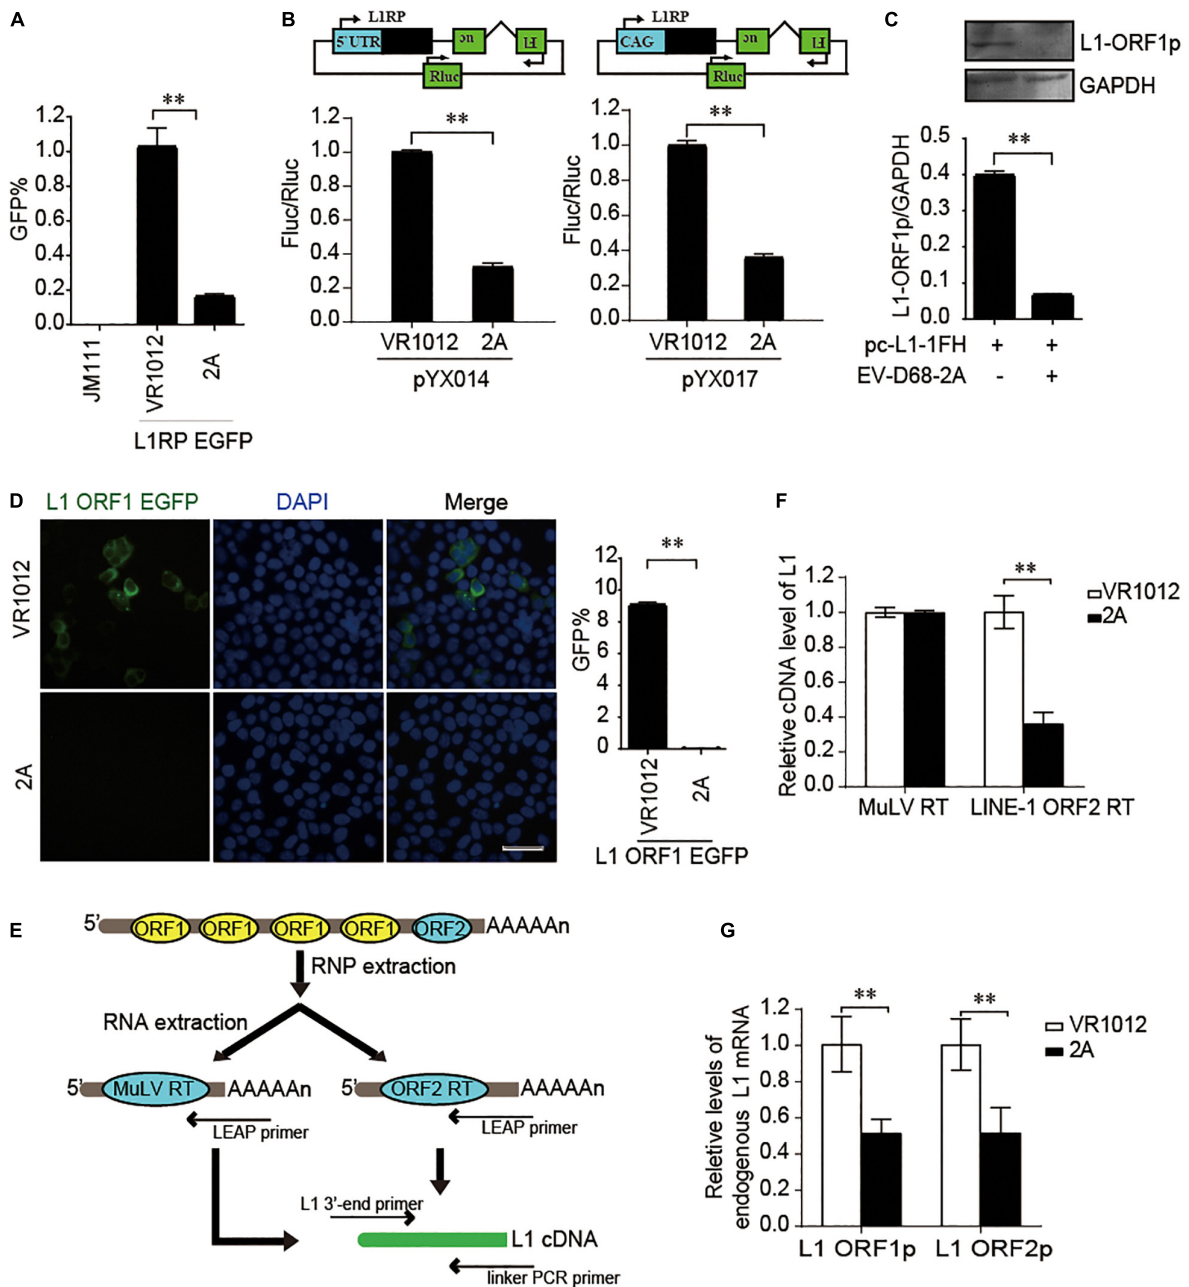 A
GFP%
1.2
1.0
0.8
0.6
0.4
0.2
0.0
**
JM111
VR1012
2A
L1RP EGFP
B
L1RP
5'UTR
uc
Fl
Rluc
Fluc/Rluc
1.2
1.0
0.8
0.6
0.4
0.2
0.0
**
VR1012 2A
pYX014
L1RP
CAG
uc
Fl
Rluc
Fluc/Rluc
1.2
1.0
0.8
0.6
0.4
0.2
0.0
**
VR1012 2A
pYX017
C
L1-ORF1p
GAPDH
L1-ORF1p/GAPDH
0.5
0.4
0.3
0.2
0.1
0.0
**
pc-L1-1FH + +
EV-D68-2A - +
D
L1 ORF1 EGFP DAPI Merge
VR1012
2A
GFP%
12
10
8
6
4
2
0
**
VR1012
2A
L1 ORF1 EGFP
F
Reletive cDNA level of L1
1.2
1.0
0.8
0.6
0.4
0.2
0.0
**
VR1012
2A
MuLV RT LINE-1 ORF2 RT
E
5' ORF1 ORF1 ORF1 ORF1 ORF2 AAAAAn
RNP extraction
RNA extraction
5' MuLV RT AAAAAn
LEAP primer
5' ORF2 RT AAAAAn
LEAP primer
L1 3'-end primer
L1 cDNA
linker PCR primer
G
Reletive levels of
endogenous L1 mRNA
1.2
1.0
0.8
0.6
0.4
0.2
0.0
** **
VR1012
2A
L1 ORF1p L1 ORF2p